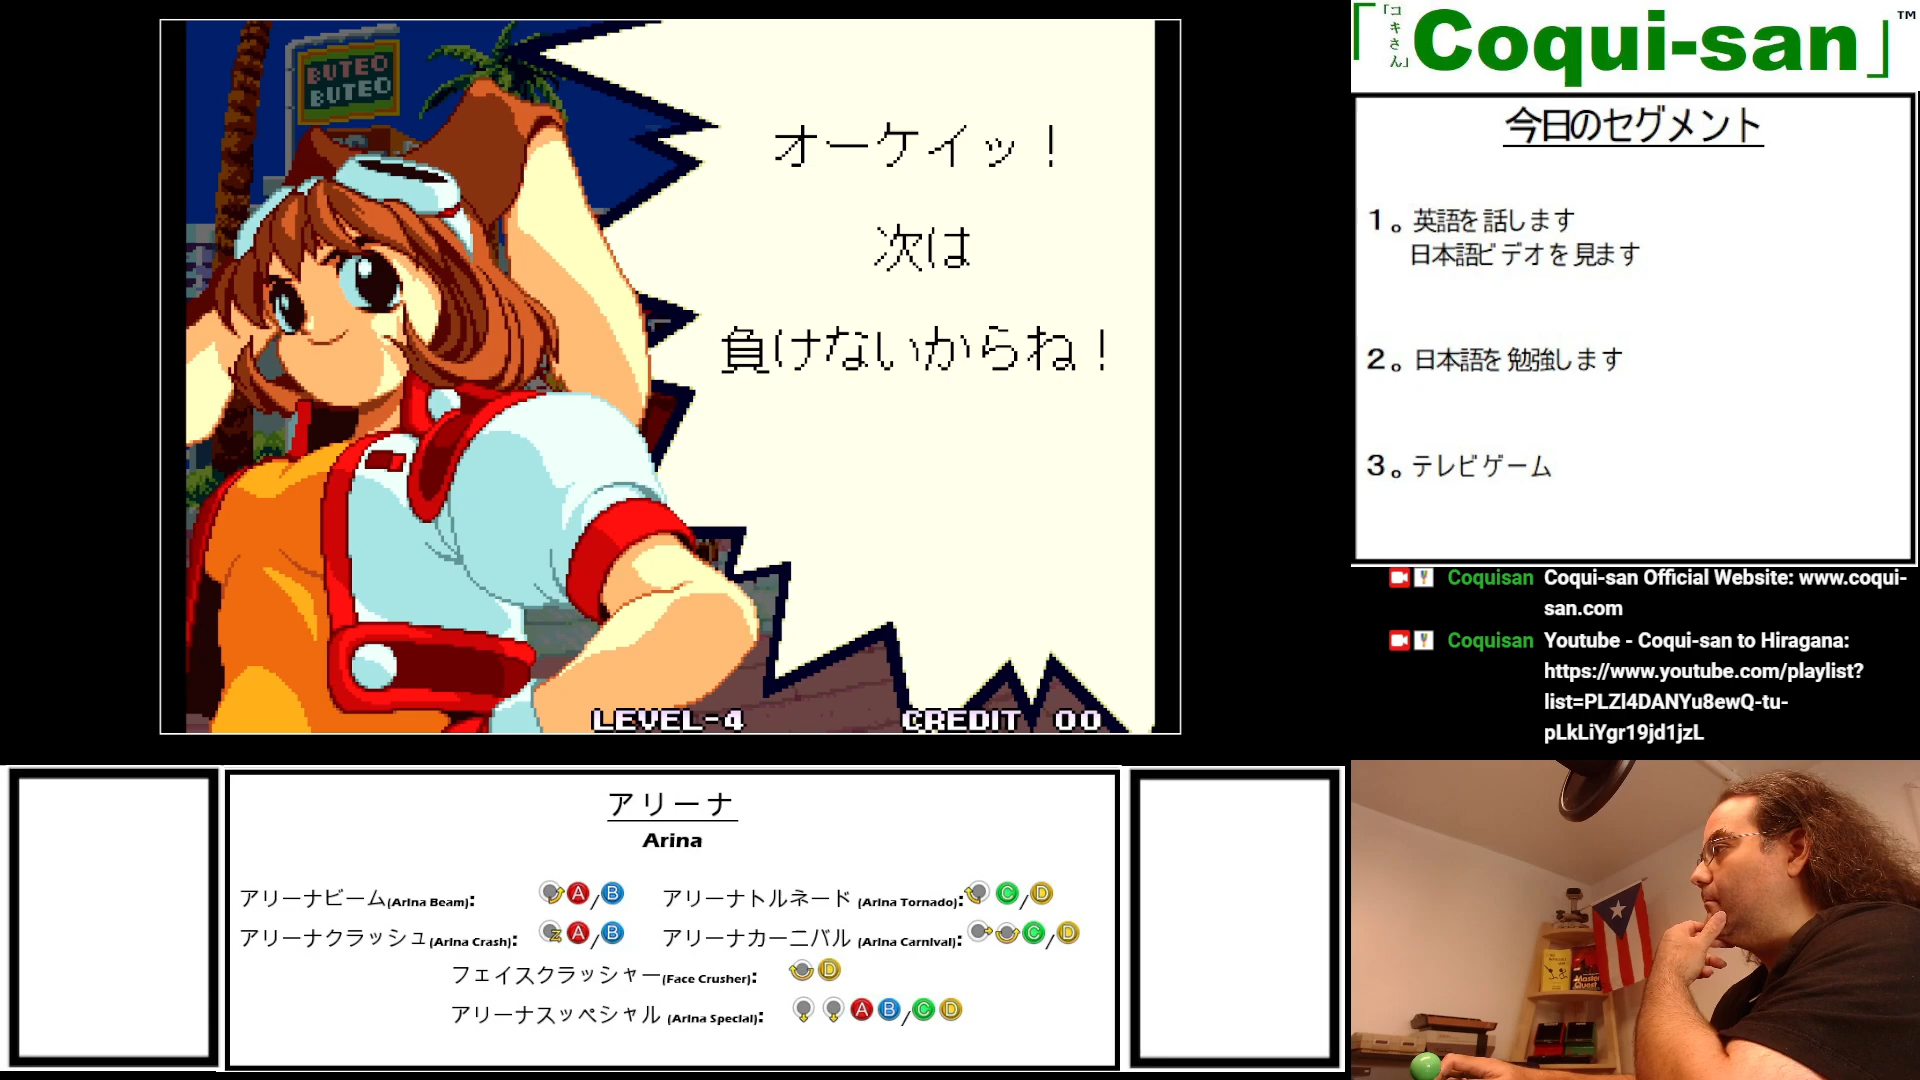 BUTEO
BUTEO
オーケイッ！
次は
負けないからね！
LEVEL-4
CREDIT 00
「コキさん」
「Coqui-san」™
今日のセグメント
1。英語を話します
日本語ビデオを見ます
2。日本語を勉強します
3。テレビゲーム
Coquisan Coqui-san Official Website: www.coqui-
san.com
Coquisan Youtube - Coqui-san to Hiragana:
https://www.youtube.com/playlist?
list=PLZl4DANYu8ewQ-tu-
pLkLiYgr19jd1jzL
アリーナ
Arina
アリーナビーム(Arina Beam): A/B
アリーナトルネード (Arina Tornado): C/D
アリーナクラッシュ(Arina Crash): Z A/B
アリーナカーニバル (Arina Carnival): C/D
フェイスクラッシャー(Face Crusher): D
アリーナスッペシャル (Arina Special): A B/C D
Master
Quest